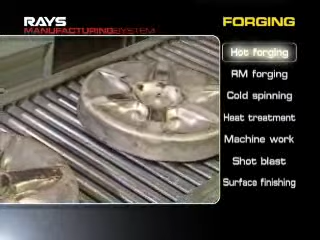 RAYS
MANUFACTURING SYSTEM
FORGING
Hot forging
RM forging
Cold spinning
Heat treatment
Machine work
Shot blast
Surface finishing